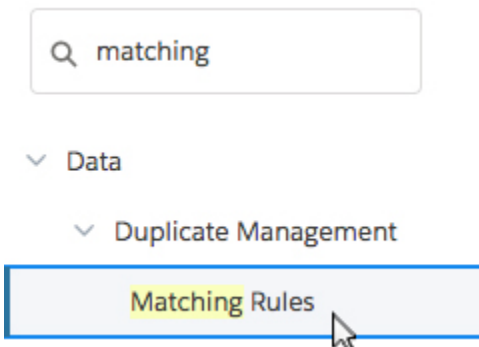 matching
Data
Duplicate Management
Matching Rules